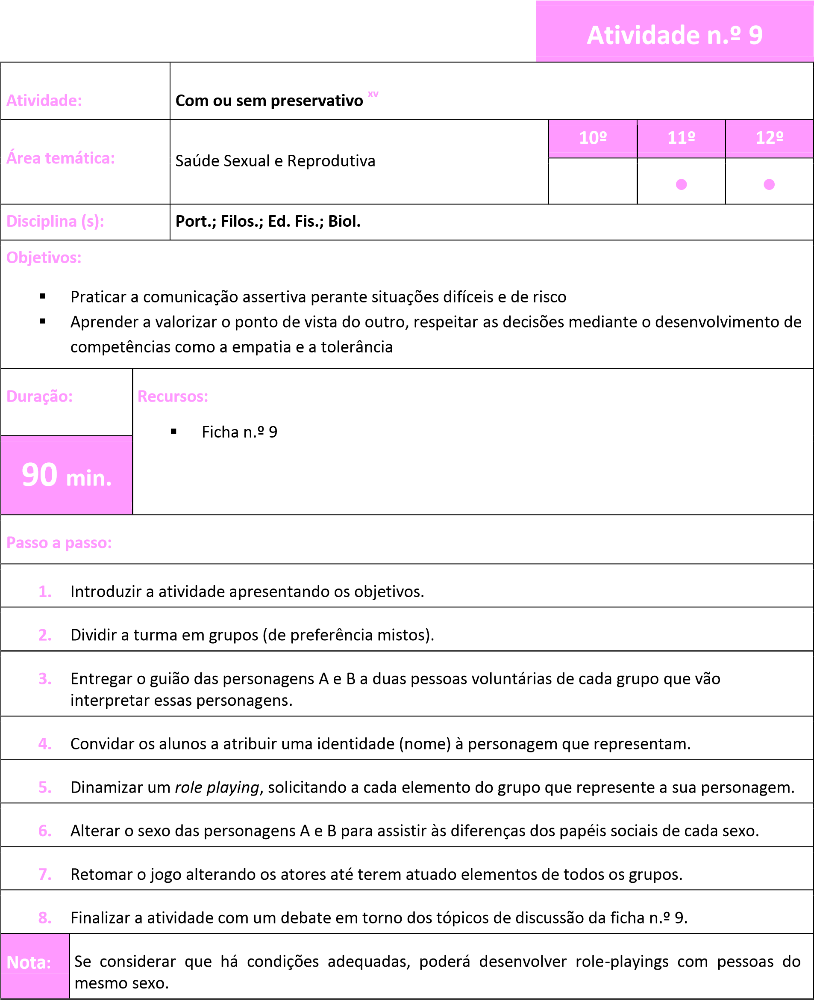 Atividade n.º 9
Atividade:
Com ou sem preservativo xv
Área temática:
Saúde Sexual e Reprodutiva
10º 11º 12º
Disciplina (s):
Port.; Filos.; Ed. Fis.; Biol.
Objetivos:
▪ Praticar a comunicação assertiva perante situações difíceis e de risco
▪ Aprender a valorizar o ponto de vista do outro, respeitar as decisões mediante o desenvolvimento de
competências como a empatia e a tolerância
Duração:
90 min.
Recursos:
▪ Ficha n.º 9
Passo a passo:
1. Introduzir a atividade apresentando os objetivos.
2. Dividir a turma em grupos (de preferência mistos).
3. Entregar o guião das personagens A e B a duas pessoas voluntárias de cada grupo que vão
interpretar essas personagens.
4. Convidar os alunos a atribuir uma identidade (nome) à personagem que representam.
5. Dinamizar um role playing, solicitando a cada elemento do grupo que represente a sua personagem.
6. Alterar o sexo das personagens A e B para assistir às diferenças dos papéis sociais de cada sexo.
7. Retomar o jogo alterando os atores até terem atuado elementos de todos os grupos.
8. Finalizar a atividade com um debate em torno dos tópicos de discussão da ficha n.º 9.
Nota:
Se considerar que há condições adequadas, poderá desenvolver role-playings com pessoas do
mesmo sexo.